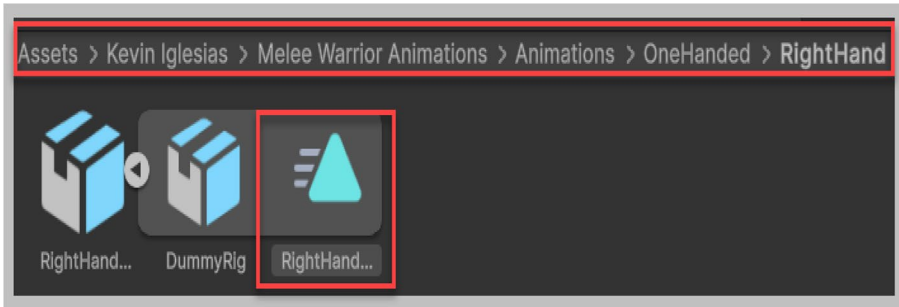 Assets > Kevin Iglesias > Melee Warrior Animations > Animations > OneHanded > RightHand
RightHand... DummyRig RightHand...